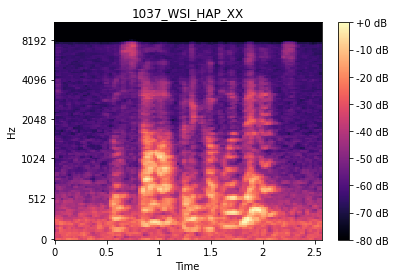 1037_WSI_HAP_XX
+0 dB
8192
-10 dB
4096
-20 dB
-30 dB
2048
-40 dB
Hz
1024
-50 dB
512
-60 dB
-70 dB
0
-80 dB
0 0.5 1 1.5 2 2.5
Time